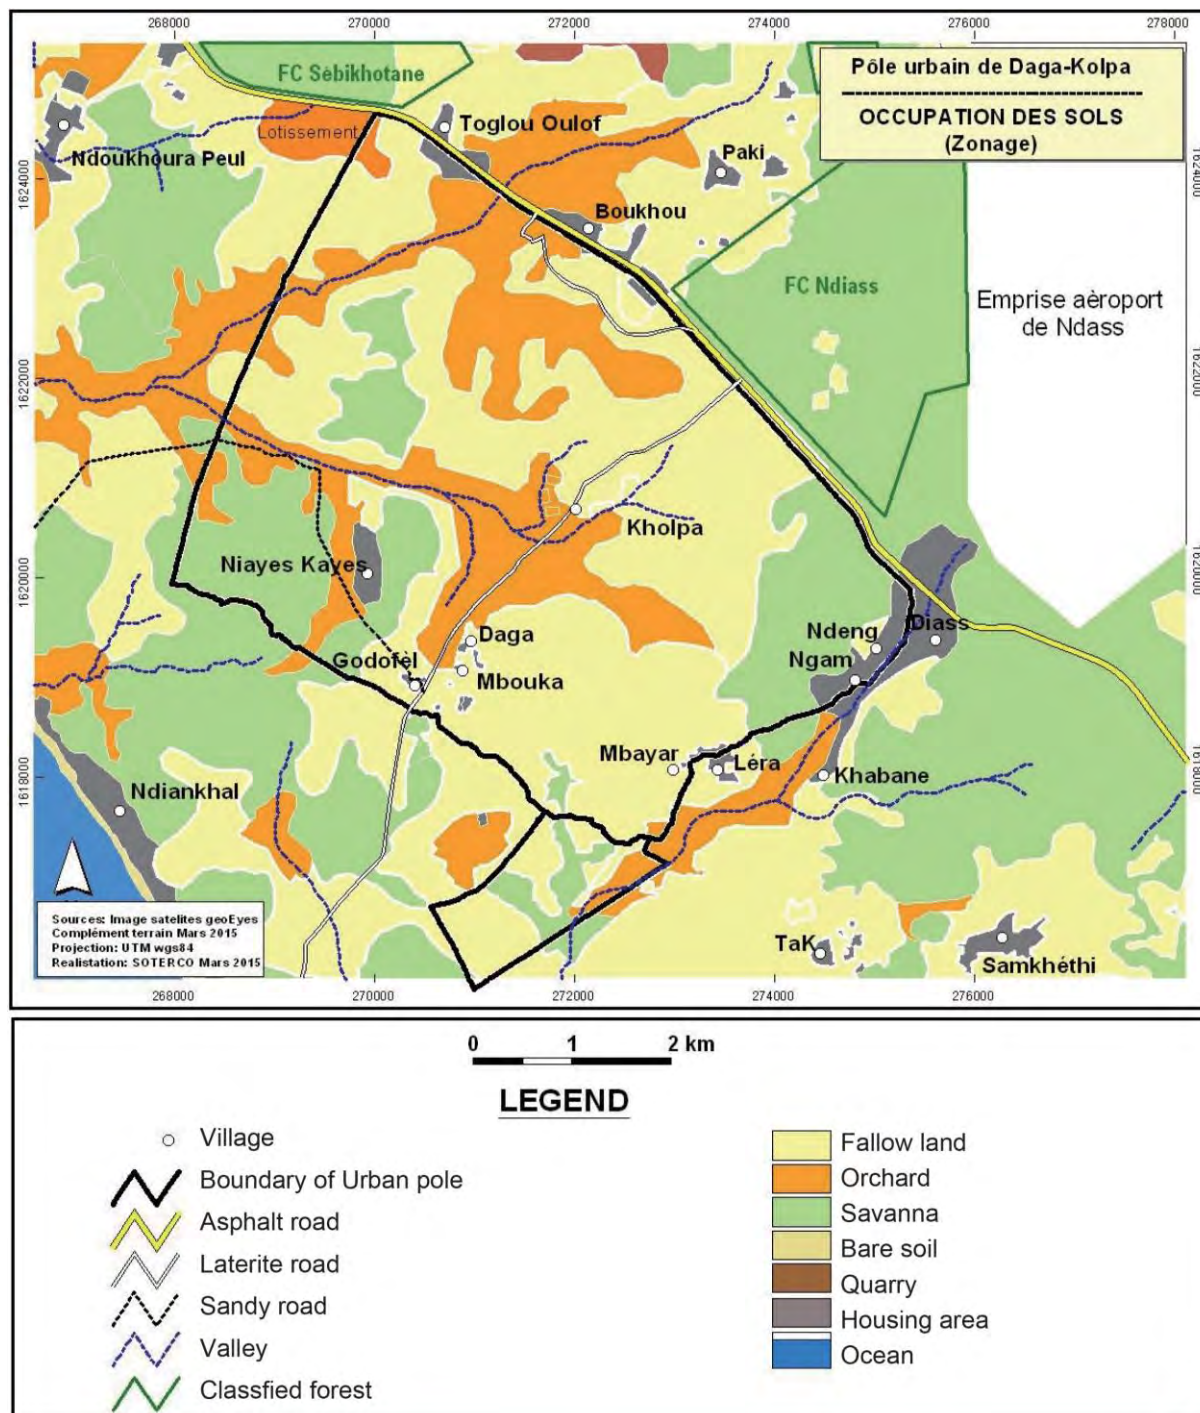 268000 270000 272000 274000 276000 278000
FC Sébikhotane
Pôle urbain de Daga-Kolpa
OCCUPATION DES SOLS
(Zonage)
Lotissement
Toglou Oulof
Ndoukhoura Peul
Paki
1624000
1624000
Boukhou
FC Ndiass
Emprise aèroport
de Ndass
1622000
1622000
Kholpa
Niayes Kayes
1620000
1620000
Daga
Ndeng
Diass
Godofèl
Ngam
Mbouka
Mbayar
Léra
Khabane
1618000
1618000
Ndiankhal
Sources: Image satelites geoEyes
Complément terrain Mars 2015
Projection: UTM wgs84
Realistation: SOTERCO Mars 2015
TaK
Samkhéthi
268000 270000 272000 274000 276000
0 1 2 km
LEGEND
Village
Boundary of Urban pole
Asphalt road
Laterite road
Sandy road
Valley
Classfied forest
Fallow land
Orchard
Savanna
Bare soil
Quarry
Housing area
Ocean